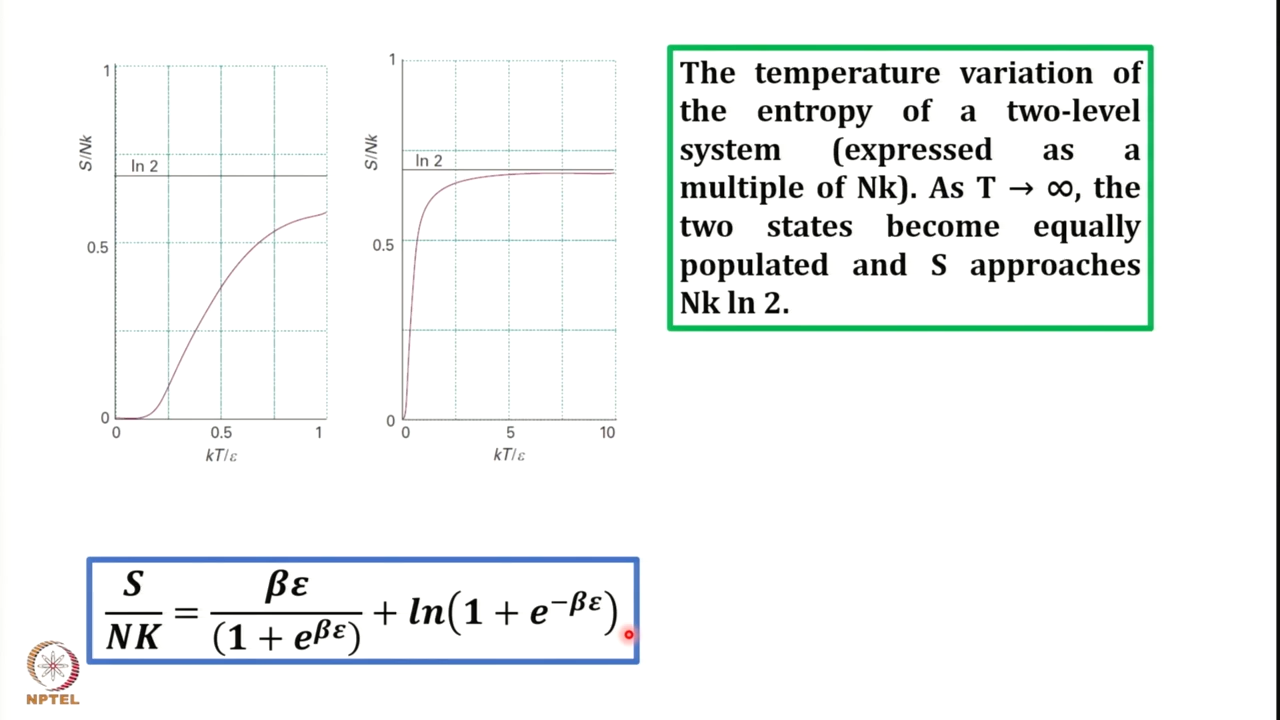 1
S/Nk
ln 2
0.5
0
0
0.5
1
kT/ε
1
S/Nk
ln 2
0.5
0
0
5
10
kT/ε
The temperature variation of
the entropy of a two-level
system (expressed as a
multiple of Nk). As T → ∞, the
two states become equally
populated and S approaches
Nk ln 2.
S/NK = βε/(1 + e^βε) + ln(1 + e^−βε)
NPTEL